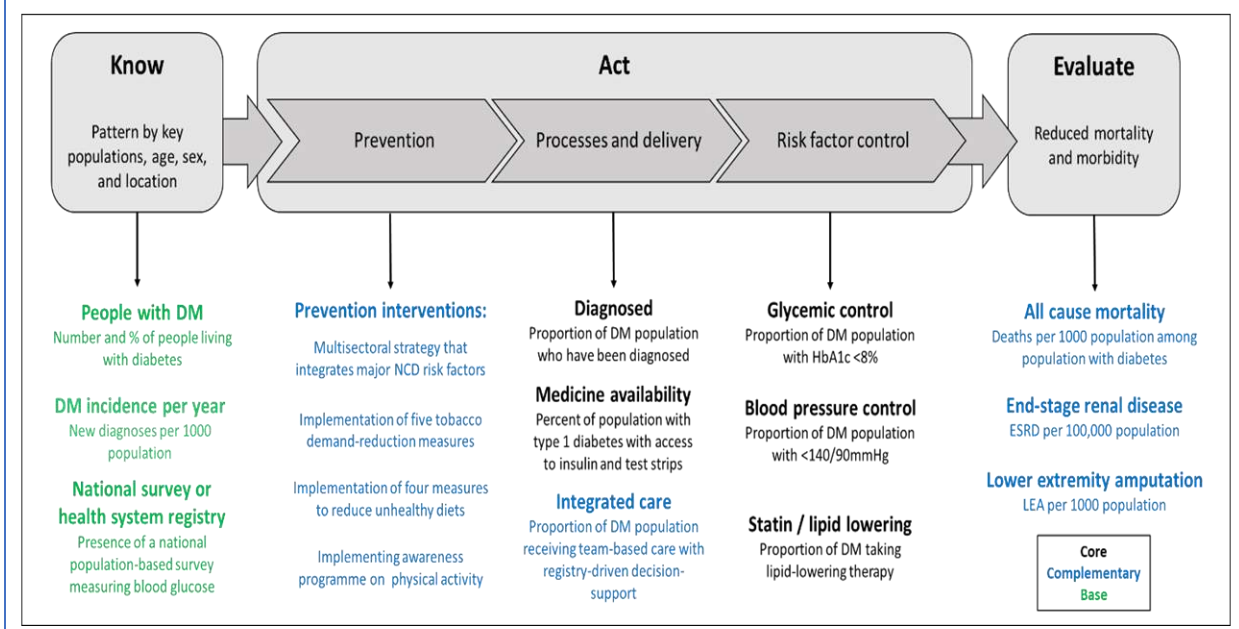 Know
Pattern by key
populations, age, sex,
and location
Act
Prevention
Processes and delivery
Risk factor control
Evaluate
Reduced mortality
and morbidity
People with DM
Number and % of people living
with diabetes
DM incidence per year
New diagnoses per 1000
population
National survey or
health system registry
Presence of a national
population-based survey
measuring blood glucose
Prevention interventions:
Multisectoral strategy that
integrates major NCD risk factors
Implementation of five tobacco
demand-reduction measures
Implementation of four measures
to reduce unhealthy diets
Implementing awareness
programme on physical activity
Diagnosed
Proportion of DM population
who have been diagnosed
Medicine availability
Percent of population with
type 1 diabetes with access
to insulin and test strips
Integrated care
Proportion of DM population
receiving team-based care with
registry-driven decision-
support
Glycemic control
Proportion of DM population
with HbA1c <8%
Blood pressure control
Proportion of DM population
with <140/90mmHg
Statin / lipid lowering
Proportion of DM taking
lipid-lowering therapy
All cause mortality
Deaths per 1000 population among
population with diabetes
End-stage renal disease
ESRD per 100,000 population
Lower extremity amputation
LEA per 1000 population
Core
Complementary
Base